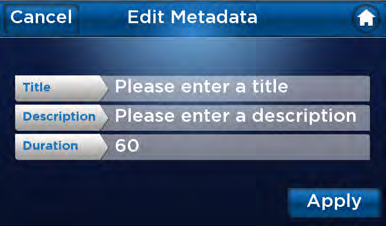 Cancel Edit Metadata
Title Please enter a title
Description Please enter a description
Duration 60
Apply